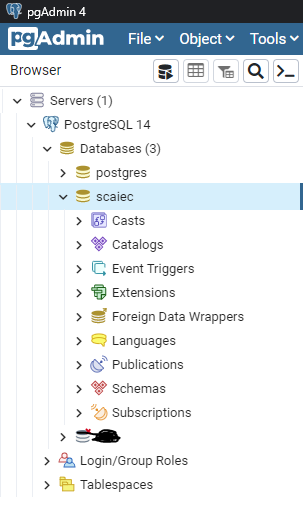 pgAdmin 4
pgAdmin File Object Tools
Browser
Servers (1)
PostgreSQL 14
Databases (3)
postgres
scaiec
Casts
Catalogs
Event Triggers
Extensions
Foreign Data Wrappers
Languages
Publications
Schemas
Subscriptions
Login/Group Roles
Tablespaces